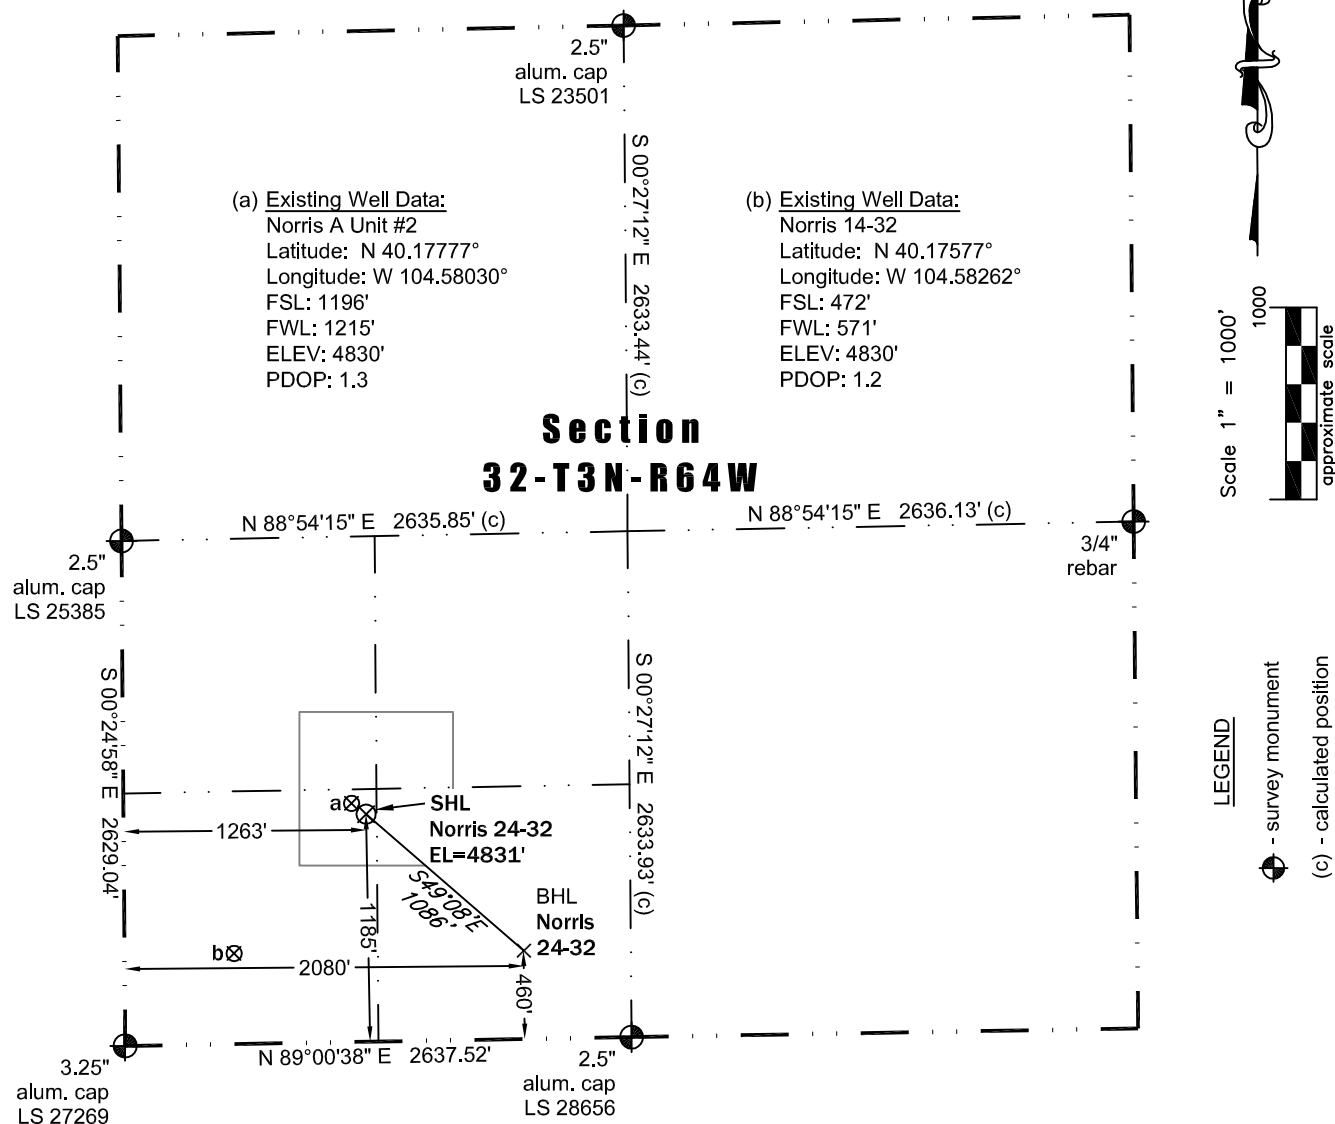 2.5"
alum. cap
LS 23501
S 00°27'12" E 2633.44' (c)
(a) Existing Well Data:
Norris A Unit #2
Latitude: N 40.17777°
Longitude: W 104.58030°
FSL: 1196'
FWL: 1215'
ELEV: 4830'
PDOP: 1.3
(b) Existing Well Data:
Norris 14-32
Latitude: N 40.17577°
Longitude: W 104.58262°
FSL: 472'
FWL: 571'
ELEV: 4830'
PDOP: 1.2
Scale 1" = 1000'
1000
approximate scale
Section
32-T3N-R64W
N 88°54'15" E 2635.85' (c)
N 88°54'15" E 2636.13' (c)
2.5"
alum. cap
LS 25385
3/4"
rebar
S 00°24'58" E 2629.04'
S 00°27'12" E 2633.93' (c)
LEGEND
- survey monument
(c) - calculated position
a
SHL
Norris 24-32
EL=4831'
1263'
S49°08'E
1086'
1185'
BHL
Norris
24-32
b
2080'
460'
N 89°00'38" E 2637.52'
3.25"
alum. cap
LS 27269
2.5"
alum. cap
LS 28656